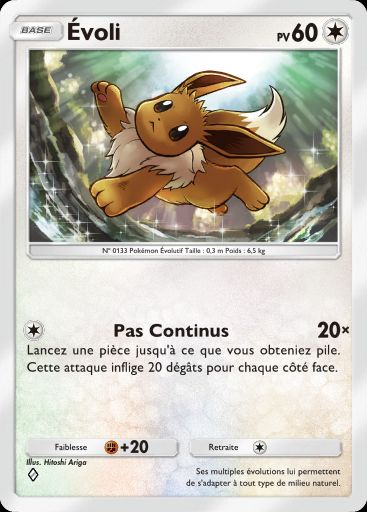 BASE Évoli PV 60
N° 0133 Pokémon Évolutif Taille : 0,3 m Poids : 6,5 kg
Pas Continus 20×
Lancez une pièce jusqu'à ce que vous obteniez pile.
Cette attaque inflige 20 dégâts pour chaque côté face.
Faiblesse +20 Retraite
Illus. Hitoshi Ariga
Ses multiples évolutions lui permettent
de s'adapter à tout type de milieu naturel.